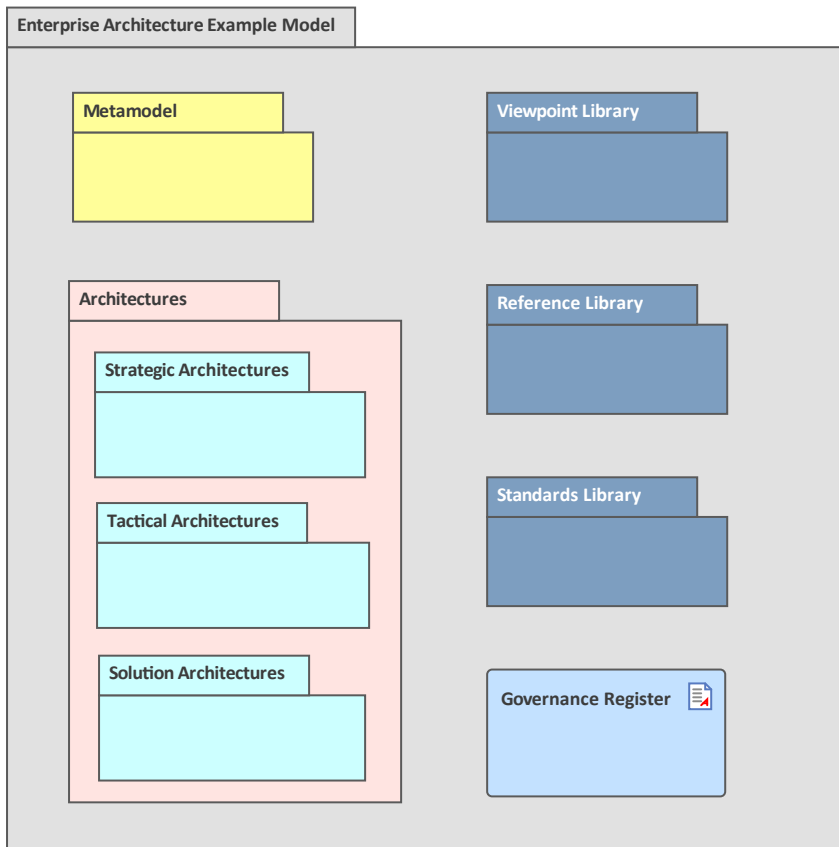 Enterprise Architecture Example Model
Metamodel
Viewpoint Library
Architectures
Reference Library
Strategic Architectures
Tactical Architectures
Standards Library
Solution Architectures
Governance Register